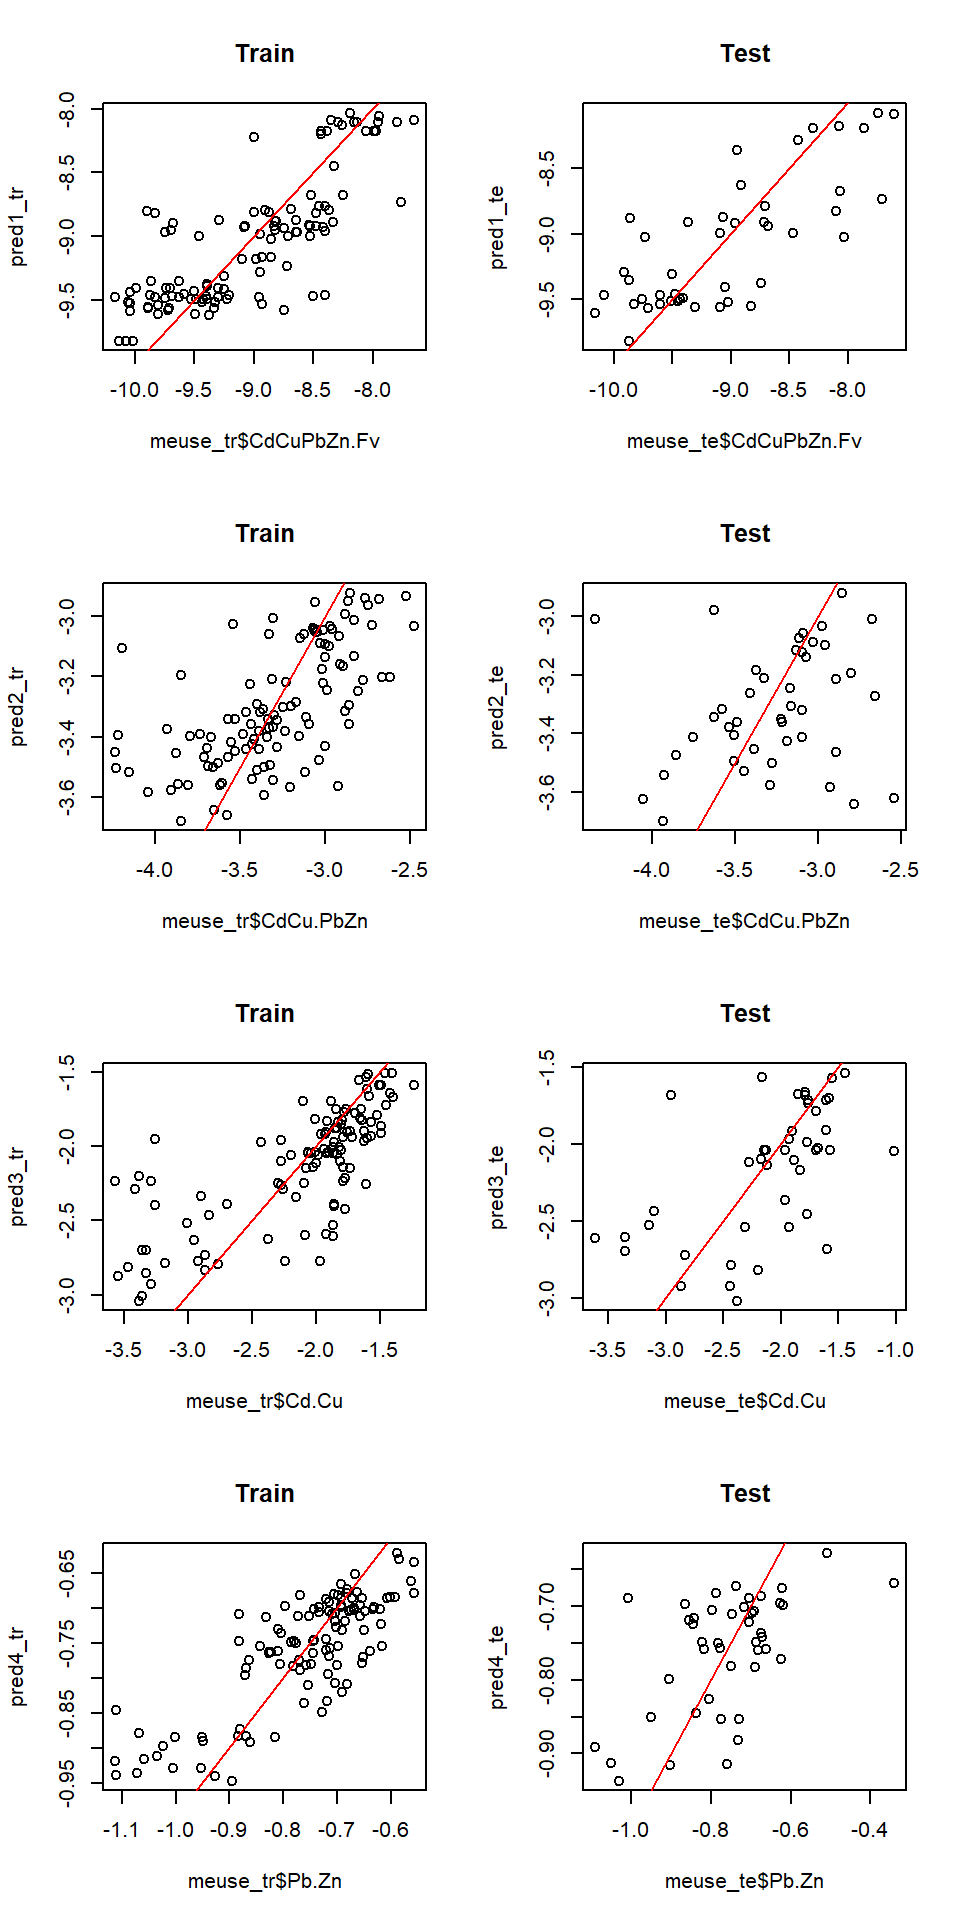 Train
Test
-8.0
-8.5
-9.0
-9.5
pred1_tr
-10.0 -9.5 -9.0 -8.5 -8.0
meuse_tr$CdCuPbZn.Fv
-8.5
-9.0
-9.5
pred1_te
-10.0 -9.0 -8.0
meuse_te$CdCuPbZn.Fv
Train
Test
-3.0
-3.2
-3.4
-3.6
pred2_tr
-4.0 -3.5 -3.0 -2.5
meuse_tr$CdCu.PbZn
-3.0
-3.2
-3.4
-3.6
pred2_te
-4.0 -3.5 -3.0 -2.5
meuse_te$CdCu.PbZn
Train
Test
-1.5
-2.0
-2.5
-3.0
pred3_tr
-3.5 -3.0 -2.5 -2.0 -1.5
meuse_tr$Cd.Cu
-1.5
-2.0
-2.5
-3.0
pred3_te
-3.5 -3.0 -2.5 -2.0 -1.5 -1.0
meuse_te$Cd.Cu
Train
Test
-0.65
-0.75
-0.85
-0.95
pred4_tr
-1.1 -1.0 -0.9 -0.8 -0.7 -0.6
meuse_tr$Pb.Zn
-0.70
-0.80
-0.90
pred4_te
-1.0 -0.8 -0.6 -0.4
meuse_te$Pb.Zn